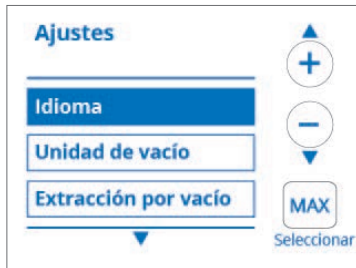 Ajustes
+
Idioma
−
Unidad de vacío
Extracción por vacío
MAX
Seleccionar